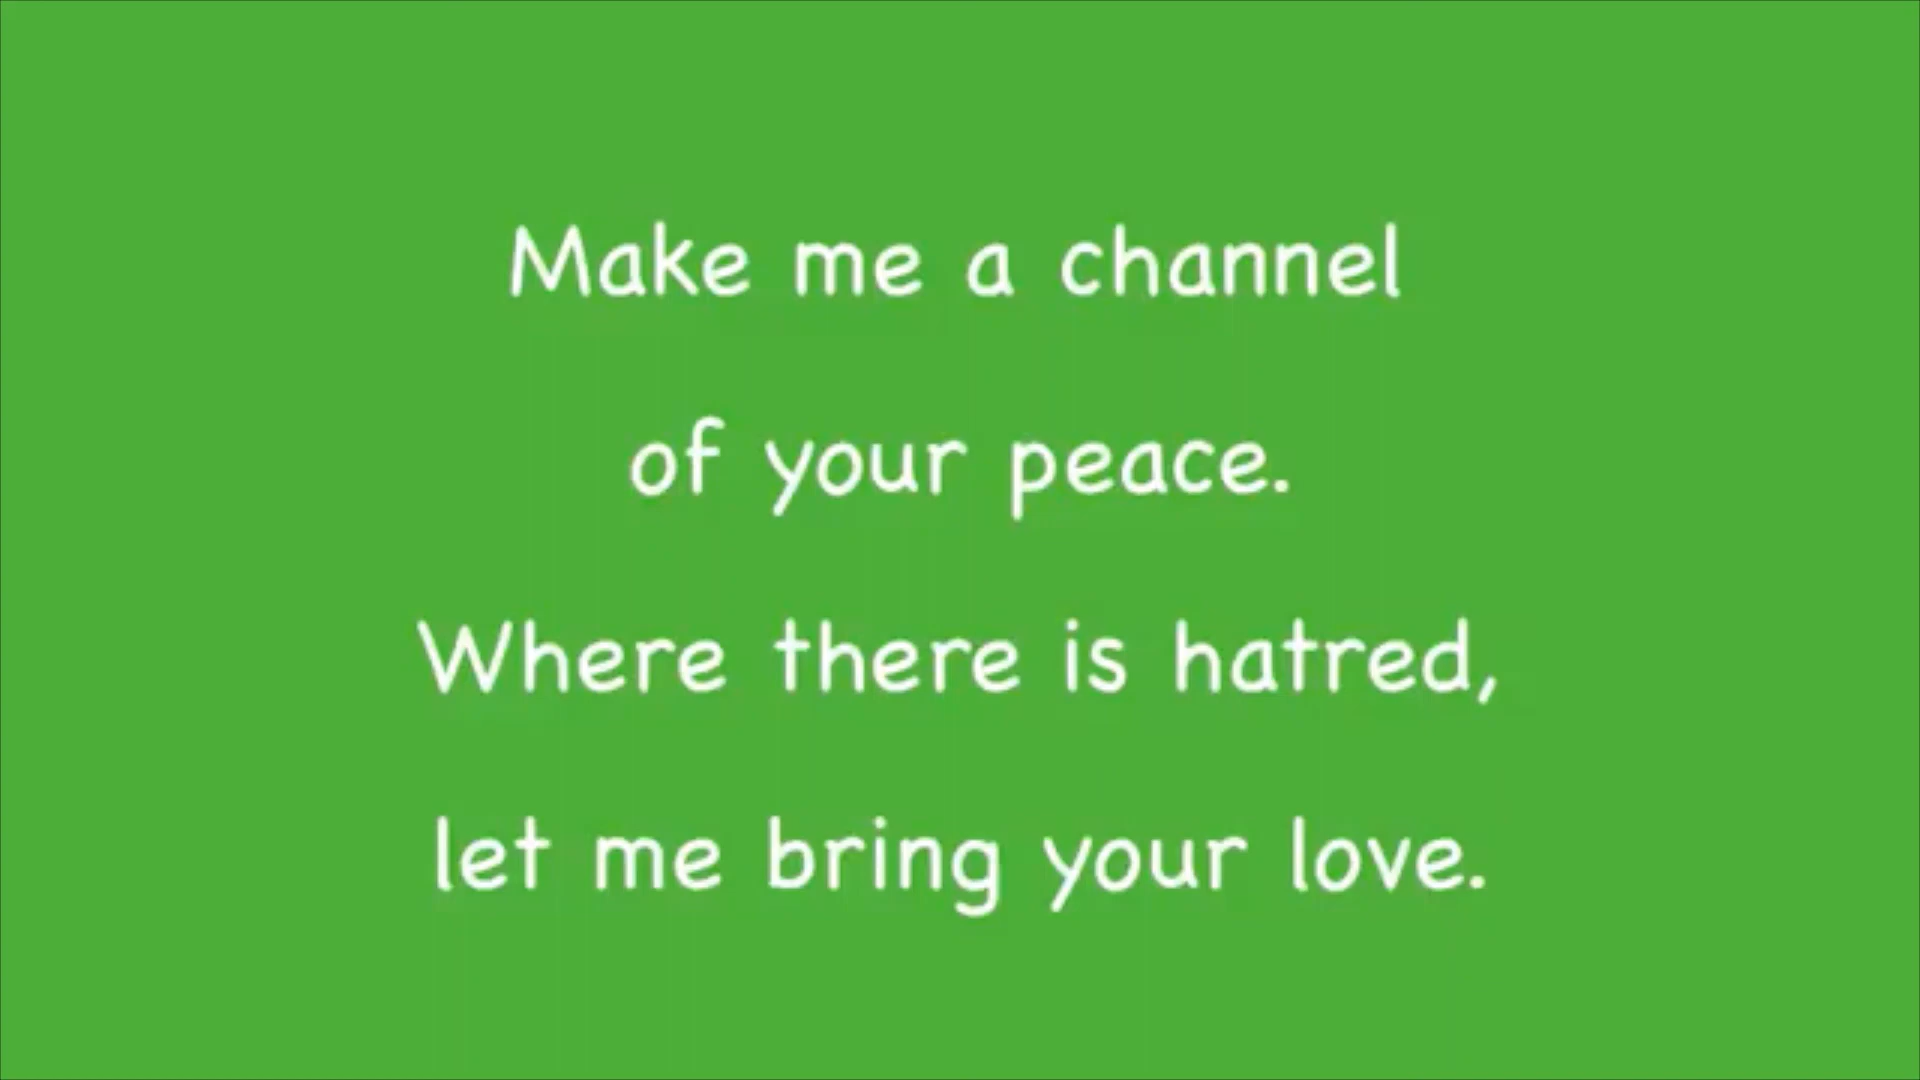 Make me a channel
of your peace.
Where there is hatred,
let me bring your love.